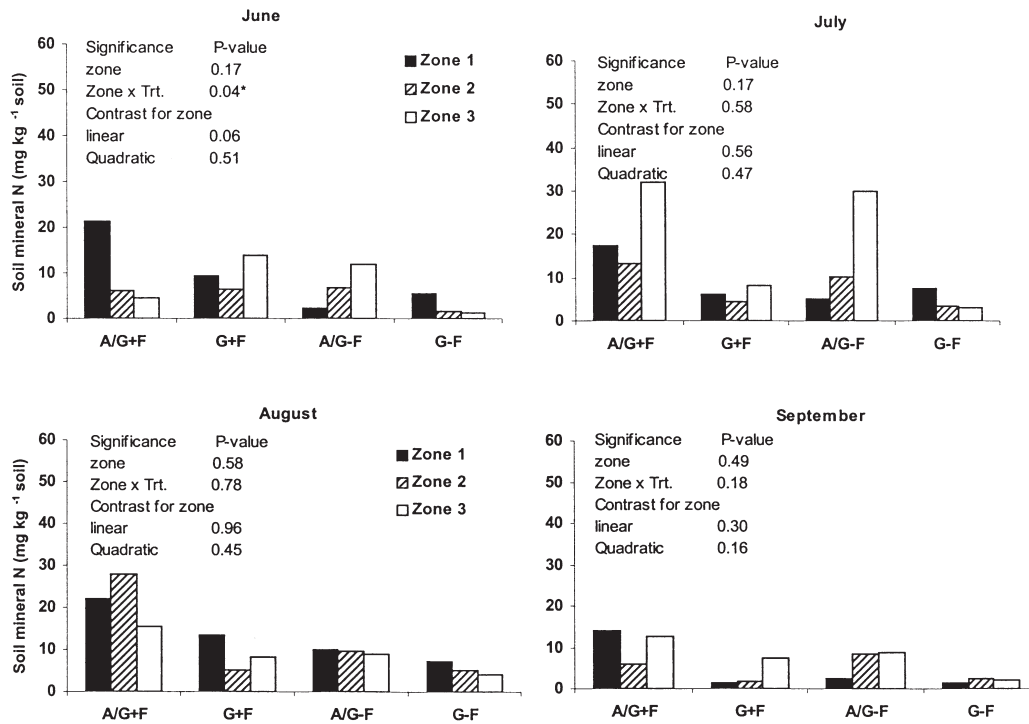 June
60
50
40
30
20
10
0
Soil mineral N (mg kg -1 soil)
Significance P-value
zone 0.17
Zone x Trt. 0.04*
Contrast for zone
linear 0.06
Quadratic 0.51
Zone 1
Zone 2
Zone 3
A/G+F G+F A/G-F G-F
July
60
50
40
30
20
10
0
Significance P-value
zone 0.17
Zone x Trt. 0.58
Contrast for zone
linear 0.56
Quadratic 0.47
A/G+F G+F A/G-F G-F
August
60
50
40
30
20
10
0
Soil mineral N (mg kg -1 soil)
Significance P-value
zone 0.58
Zone x Trt. 0.78
Contrast for zone
linear 0.96
Quadratic 0.45
Zone 1
Zone 2
Zone 3
A/G+F G+F A/G-F G-F
September
60
50
40
30
20
10
0
Significance P-value
zone 0.49
Zone x Trt. 0.18
Contrast for zone
linear 0.30
Quadratic 0.16
A/G+F G+F A/G-F G-F